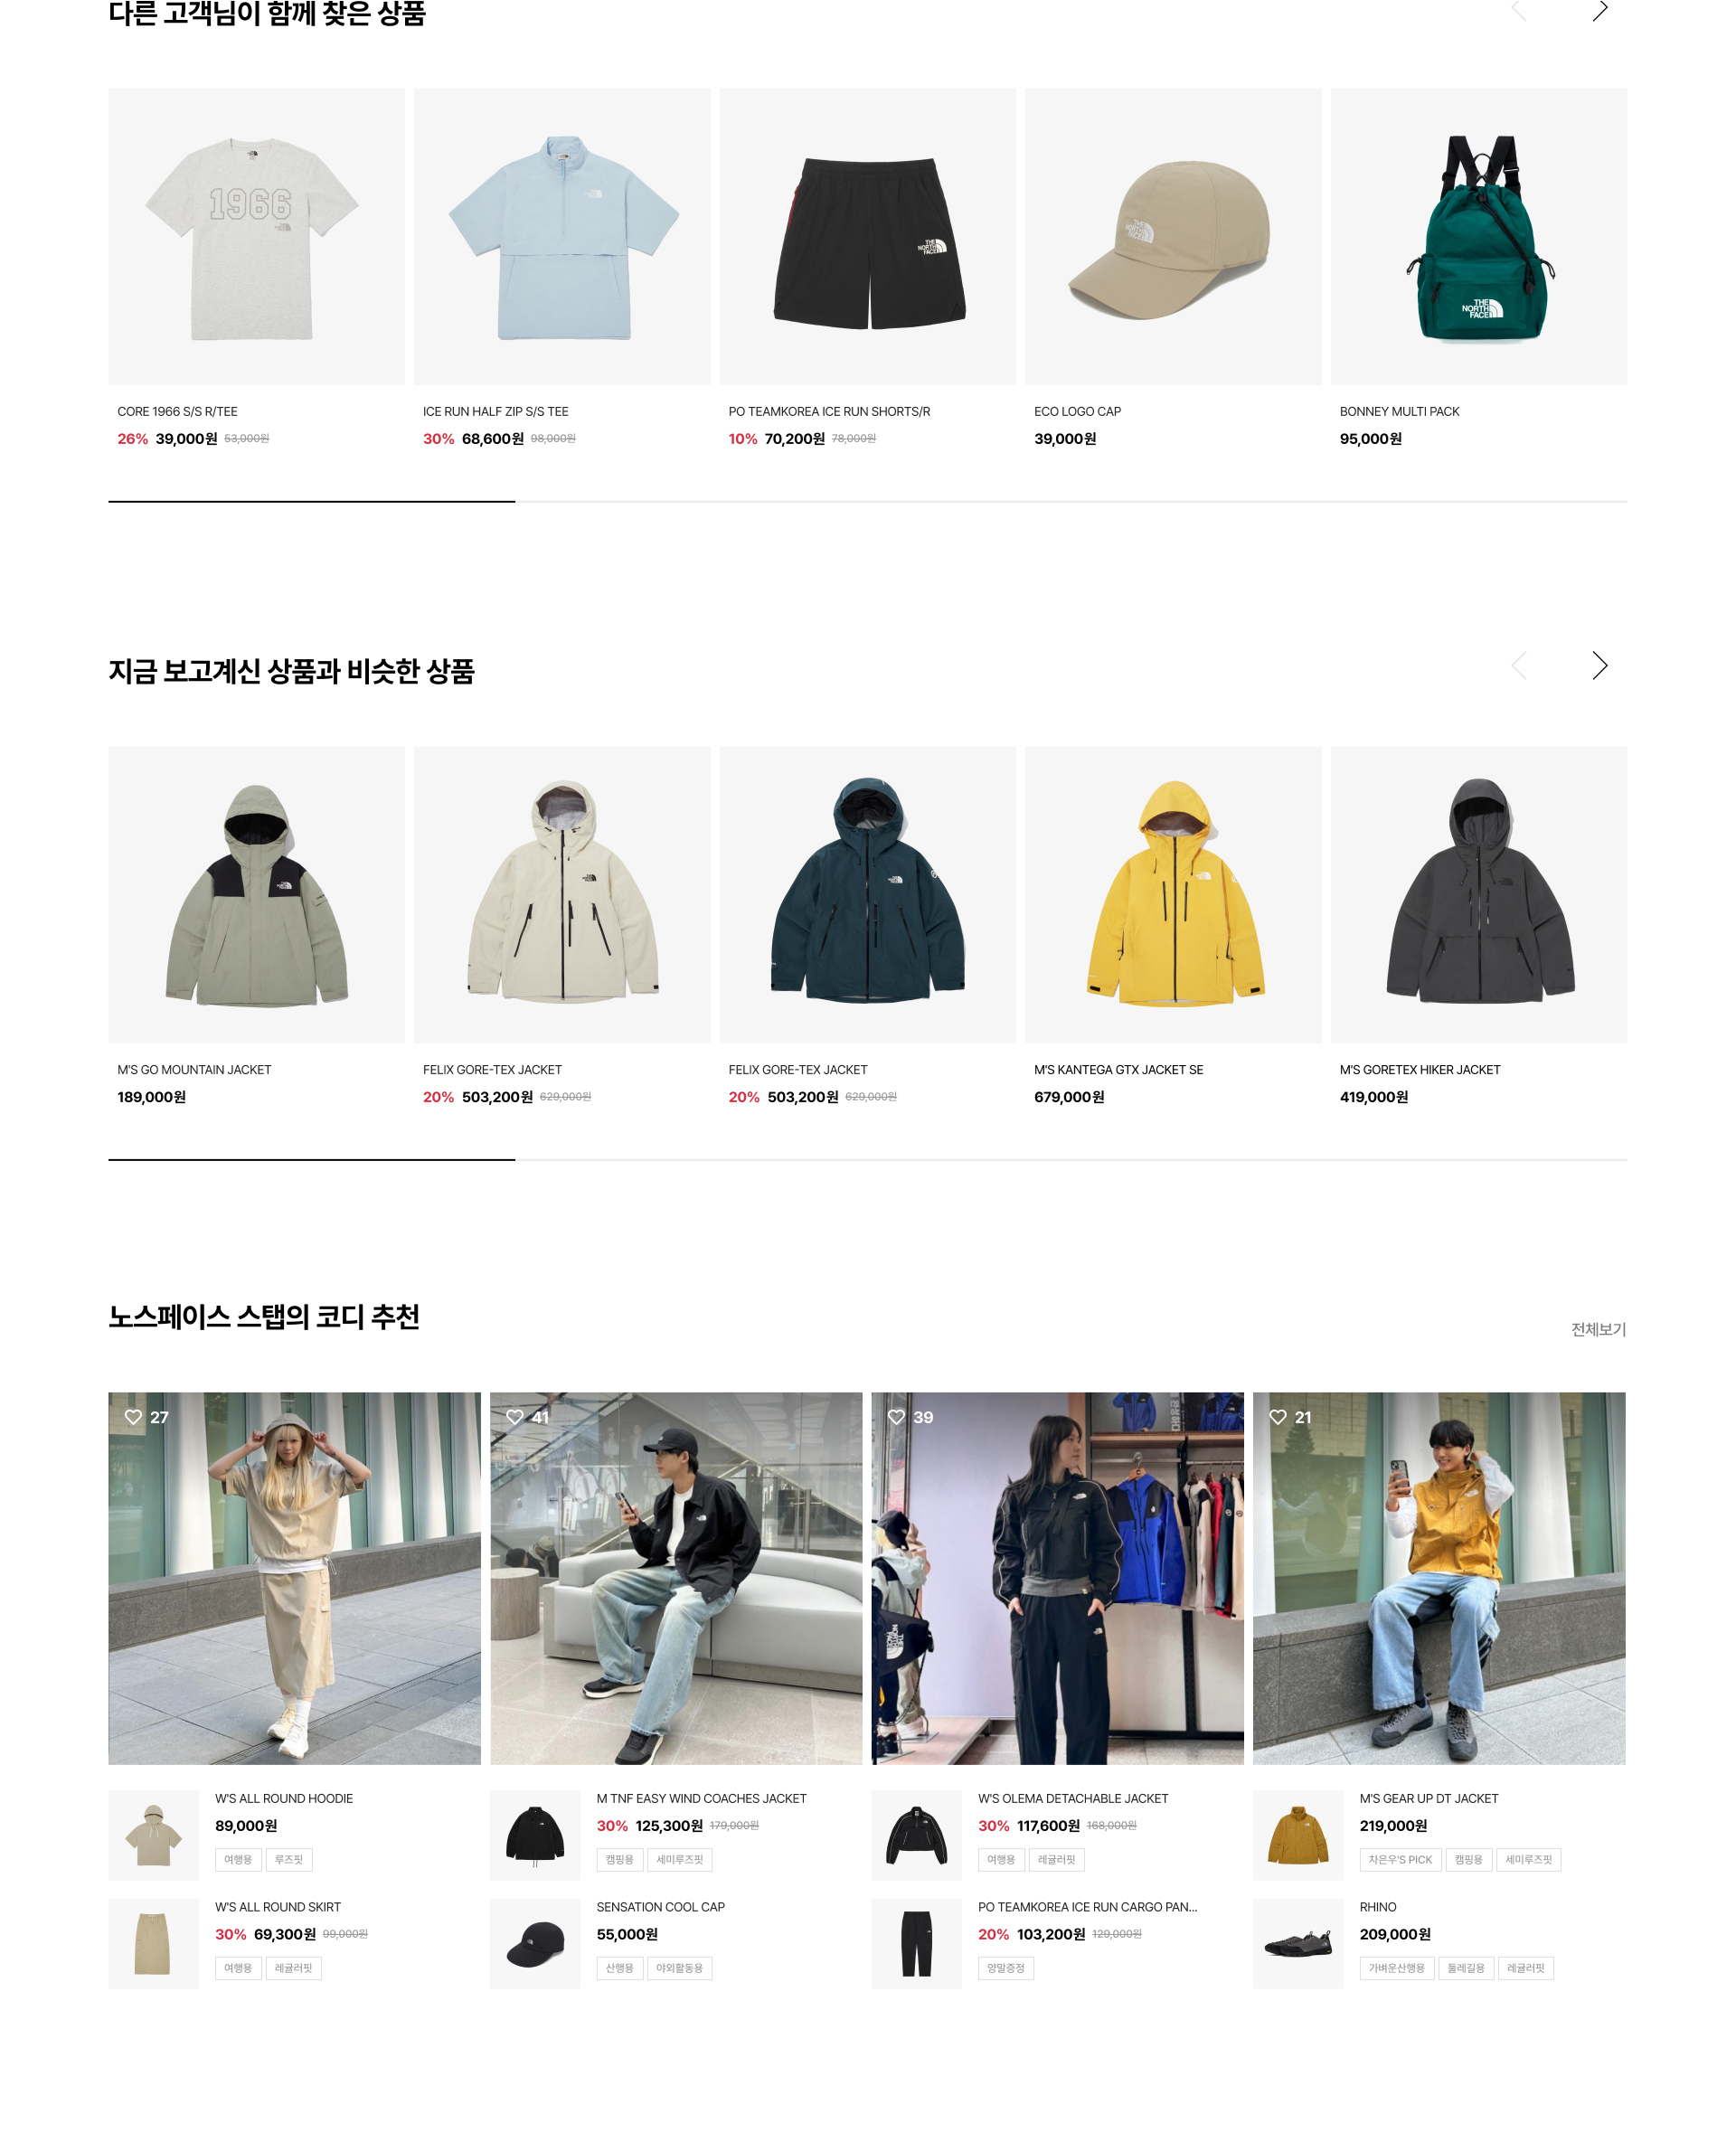 다른 고객님이 함께 찾은 상품
1966
THE NORTH FACE
THE NORTH FACE
THE NORTH FACE
CORE 1966 S/S R/TEE
26% 39,000원 53,000원
ICE RUN HALF ZIP S/S TEE
30% 68,600원 98,000원
PO TEAMKOREA ICE RUN SHORTS/R
10% 70,200원 78,000원
ECO LOGO CAP
39,000원
BONNEY MULTI PACK
95,000원
지금 보고계신 상품과 비슷한 상품
M'S GO MOUNTAIN JACKET
189,000원
FELIX GORE-TEX JACKET
20% 503,200원 629,000원
FELIX GORE-TEX JACKET
20% 503,200원 629,000원
M'S KANTEGA GTX JACKET SE
679,000원
M'S GORETEX HIKER JACKET
419,000원
노스페이스 스탭의 코디 추천
전체보기
27
41
39
21
W'S ALL ROUND HOODIE
89,000원
여행용 루즈핏
W'S ALL ROUND SKIRT
30% 69,300원 99,000원
여행용 레귤러핏
M TNF EASY WIND COACHES JACKET
30% 125,300원 179,000원
캠핑용 세미루즈핏
SENSATION COOL CAP
55,000원
산행용 야외활동용
W'S OLEMA DETACHABLE JACKET
30% 117,600원 168,000원
여행용 레귤러핏
PO TEAMKOREA ICE RUN CARGO PAN...
20% 103,200원 129,000원
양말증정
M'S GEAR UP DT JACKET
219,000원
차은우'S PICK 캠핑용 세미루즈핏
RHINO
209,000원
가벼운산행용 둘레길용 레귤러핏